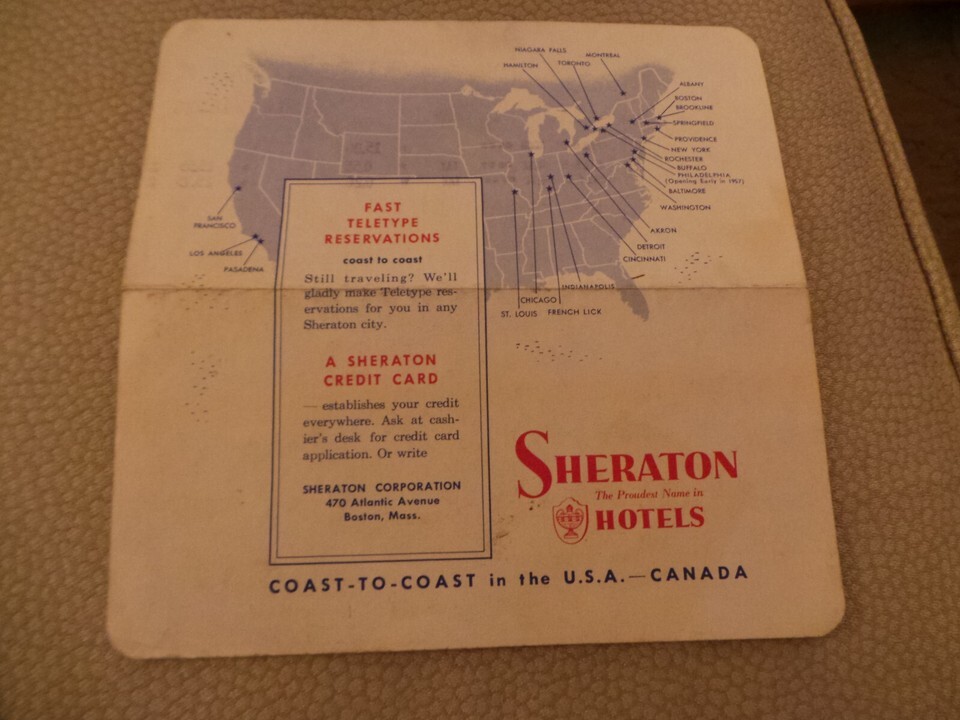 NIAGARA FALLS
MONTREAL
HAMILTON
TORONTO
ALBANY
BOSTON
BROOKLINE
SPRINGFIELD
PROVIDENCE
NEW YORK
ROCHESTER
BUFFALO
PHILADELPHIA
(Opening Early in 1957)
BALTIMORE
WASHINGTON
AKRON
DETROIT
CINCINNATI
INDIANAPOLIS
CHICAGO
ST. LOUIS
FRENCH LICK
SAN
FRANCISCO
LOS ANGELES
PASADENA
FAST
TELETYPE
RESERVATIONS
coast to coast
Still traveling? We'll
gladly make Teletype res-
ervations for you in any
Sheraton city.
A SHERATON
CREDIT CARD
— establishes your credit
everywhere. Ask at cash-
ier's desk for credit card
application. Or write
SHERATON CORPORATION
470 Atlantic Avenue
Boston, Mass.
SHERATON
The Proudest Name in
HOTELS
COAST-TO-COAST in the U.S.A.—CANADA